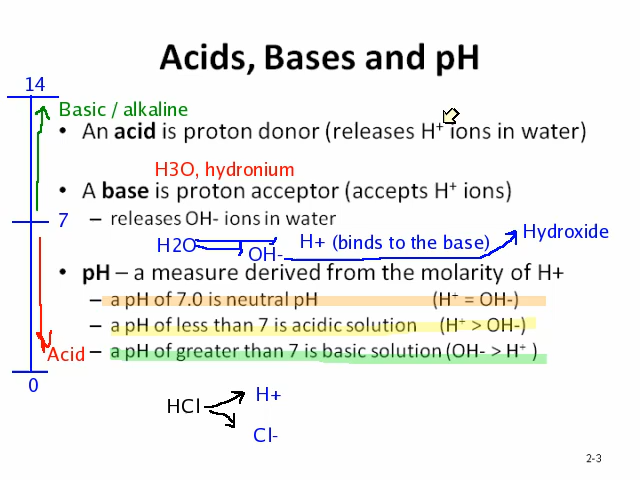 Acids, Bases and pH
14
Basic / alkaline
• An acid is proton donor (releases H+ ions in water)
H3O, hydronium
• A base is proton acceptor (accepts H+ ions)
7
– releases OH- ions in water
H2O
OH-
H+ (binds to the base)
Hydroxide
• pH – a measure derived from the molarity of H+
– a pH of 7.0 is neutral pH (H+ = OH-)
– a pH of less than 7 is acidic solution (H+ > OH-)
Acid
– a pH of greater than 7 is basic solution (OH- > H+ )
0
HCl
H+
Cl-
2-3